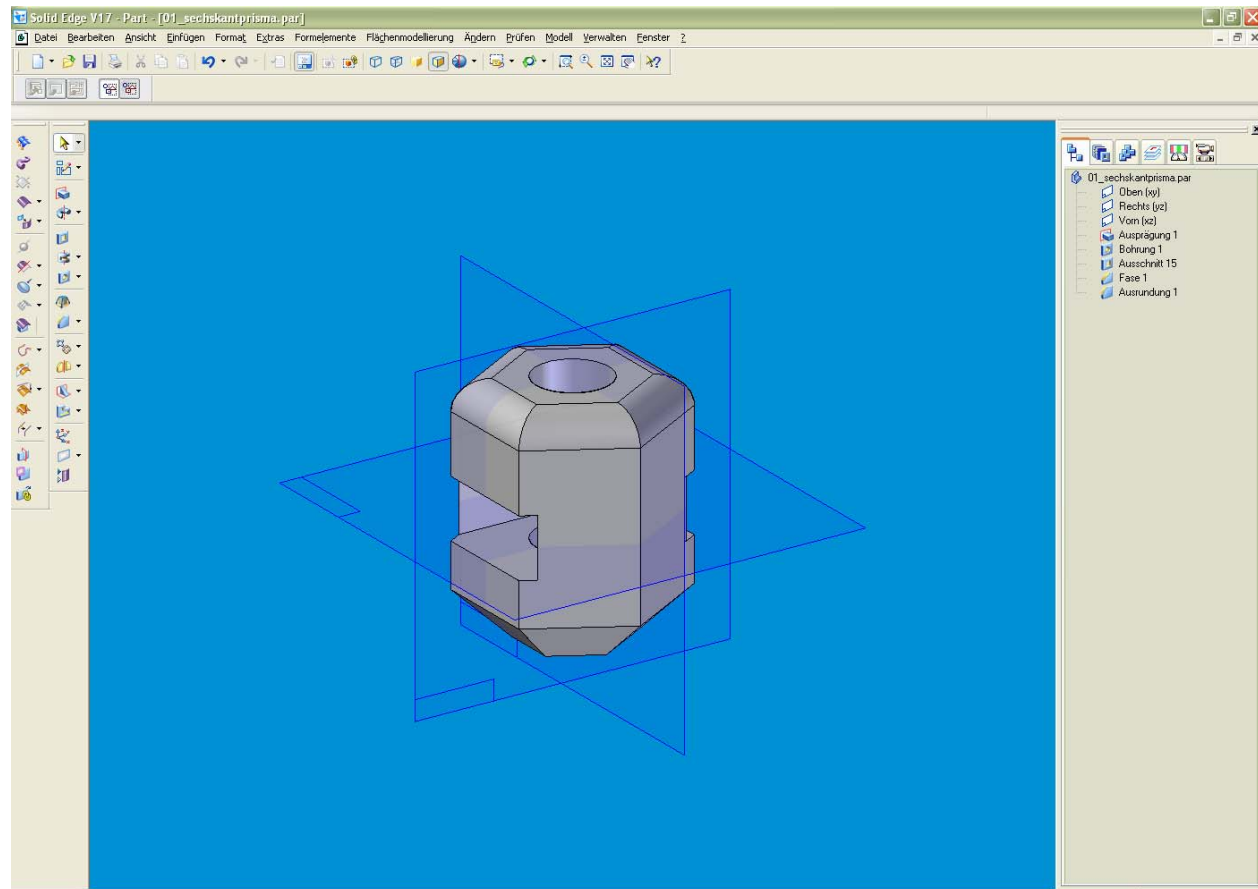 Solid Edge V17 - Part - [01_sechskantprisma.par]
Datei Bearbeiten Ansicht Einfügen Format Extras Formelemente Flächenmodellierung Ändern Prüfen Modell Verwalten Fenster ?
01_sechskantprisma.par
Oben (xy)
Rechts (yz)
Vorn (xz)
Ausprägung 1
Bohrung 1
Ausschnitt 15
Fase 1
Ausrundung 1